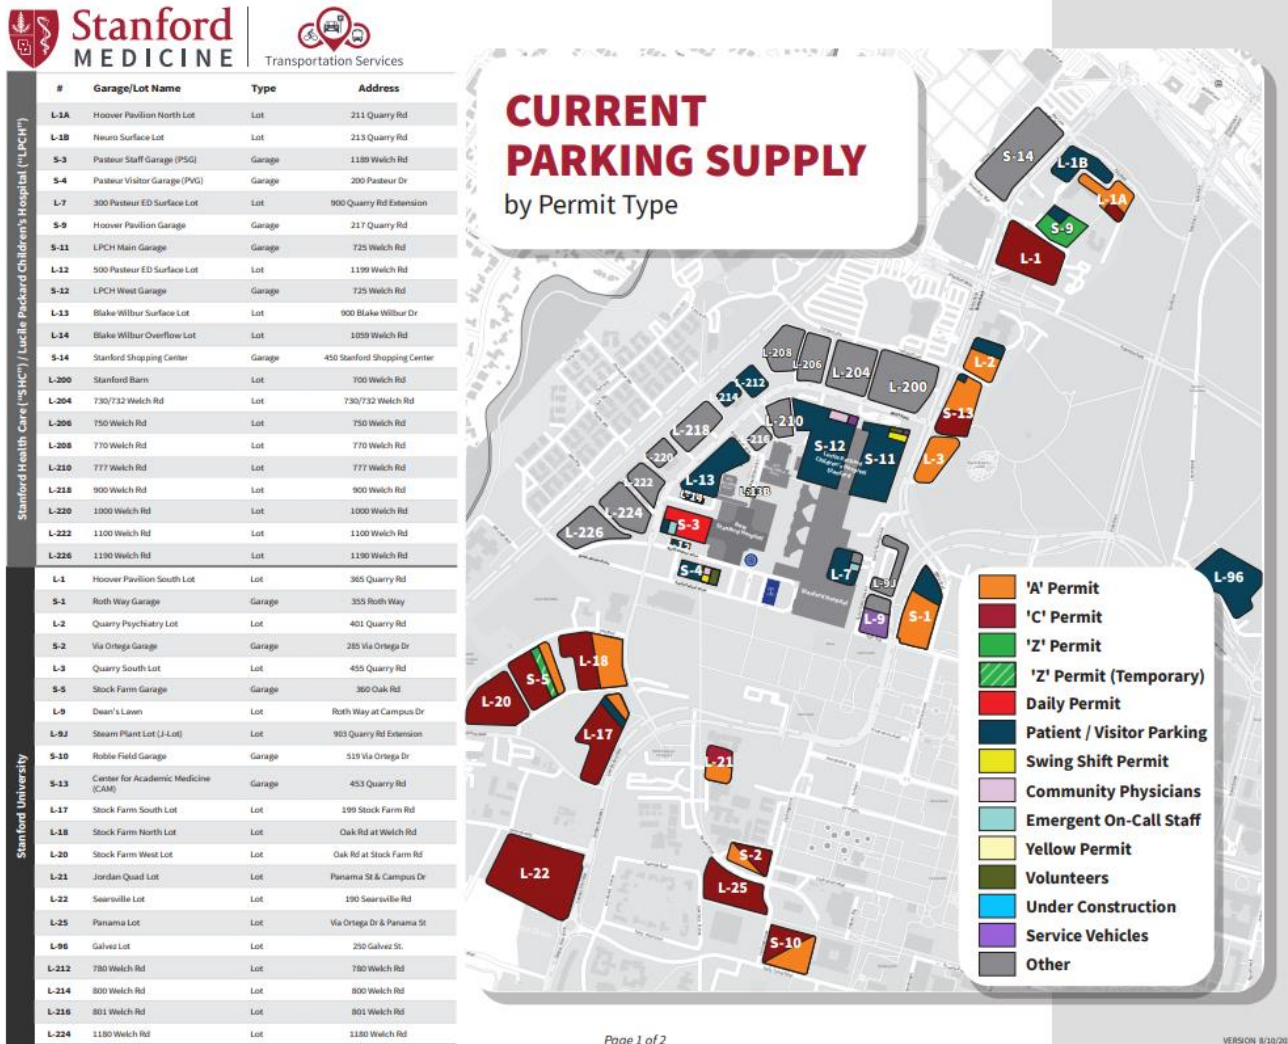 Stanford
MEDICINE
Transportation Services
# Garage/Lot Name Type Address
Stanford Health Care ("SHC") / Lucile Packard Children's Hospital ("LPCH")
L-1A Hoover Pavilion North Lot Lot 211 Quarry Rd
L-1B Neuro Surface Lot Lot 213 Quarry Rd
S-3 Pasteur Staff Garage (PSG) Garage 1189 Welch Rd
S-4 Pasteur Visitor Garage (PVG) Garage 200 Pasteur Dr
L-7 300 Pasteur ED Surface Lot Lot 900 Quarry Rd Extension
S-9 Hoover Pavilion Garage Garage 217 Quarry Rd
S-11 LPCH Main Garage Garage 725 Welch Rd
L-12 500 Pasteur ED Surface Lot Lot 1199 Welch Rd
S-12 LPCH West Garage Garage 725 Welch Rd
L-13 Blake Wilbur Surface Lot Lot 900 Blake Wilbur Dr
L-14 Blake Wilbur Overflow Lot Lot 1059 Welch Rd
S-14 Stanford Shopping Center Garage 450 Stanford Shopping Center
L-200 Stanford Barn Lot 700 Welch Rd
L-204 730/732 Welch Rd Lot 730/732 Welch Rd
L-206 750 Welch Rd Lot 750 Welch Rd
L-208 770 Welch Rd Lot 770 Welch Rd
L-210 777 Welch Rd Lot 777 Welch Rd
L-218 900 Welch Rd Lot 900 Welch Rd
L-220 1000 Welch Rd Lot 1000 Welch Rd
L-222 1100 Welch Rd Lot 1100 Welch Rd
L-226 1190 Welch Rd Lot 1190 Welch Rd
Stanford University
L-1 Hoover Pavilion South Lot Lot 365 Quarry Rd
S-1 Roth Way Garage Garage 355 Roth Way
L-2 Quarry Psychiatry Lot Lot 401 Quarry Rd
S-2 Via Ortega Garage Garage 285 Via Ortega Dr
L-3 Quarry South Lot Lot 455 Quarry Rd
S-5 Stock Farm Garage Garage 360 Oak Rd
L-9 Dean's Lawn Lot Roth Way at Campus Dr
L-9J Steam Plant Lot (J-Lot) Lot 903 Quarry Rd Extension
S-10 Roble Field Garage Garage 519 Via Ortega Dr
S-13 Center for Academic Medicine (CAM) Garage 453 Quarry Rd
L-17 Stock Farm South Lot Lot 199 Stock Farm Rd
L-18 Stock Farm North Lot Lot Oak Rd at Welch Rd
L-20 Stock Farm West Lot Lot Oak Rd at Stock Farm Rd
L-21 Jordan Quad Lot Lot Panama St & Campus Dr
L-22 Searsville Lot Lot 190 Searsville Rd
L-25 Panama Lot Lot Via Ortega Dr & Panama St
L-96 Galvez Lot Lot 250 Galvez St.
L-212 780 Welch Rd Lot 780 Welch Rd
L-214 800 Welch Rd Lot 800 Welch Rd
L-216 801 Welch Rd Lot 801 Welch Rd
L-224 1180 Welch Rd Lot 1180 Welch Rd
CURRENT
PARKING SUPPLY
by Permit Type
S-14
L-1B
L-1A
S-9
L-1
L-208
L-206
L-204
L-200
L-2
L-212
214
S-13
L-218
L-210
L-216
S-12
S-11
L-3
L-220
L-222
L-13
L-14
L-13B
L-224
L-226
S-3
S-4
L-7
L-9J
L-9
S-1
L-96
L-18
S-5
L-20
L-17
L-21
L-22
S-2
L-25
S-10
'A' Permit
'C' Permit
'Z' Permit
'Z' Permit (Temporary)
Daily Permit
Patient / Visitor Parking
Swing Shift Permit
Community Physicians
Emergent On-Call Staff
Yellow Permit
Volunteers
Under Construction
Service Vehicles
Other
Page 1 of 2
VERSION 8/10/20